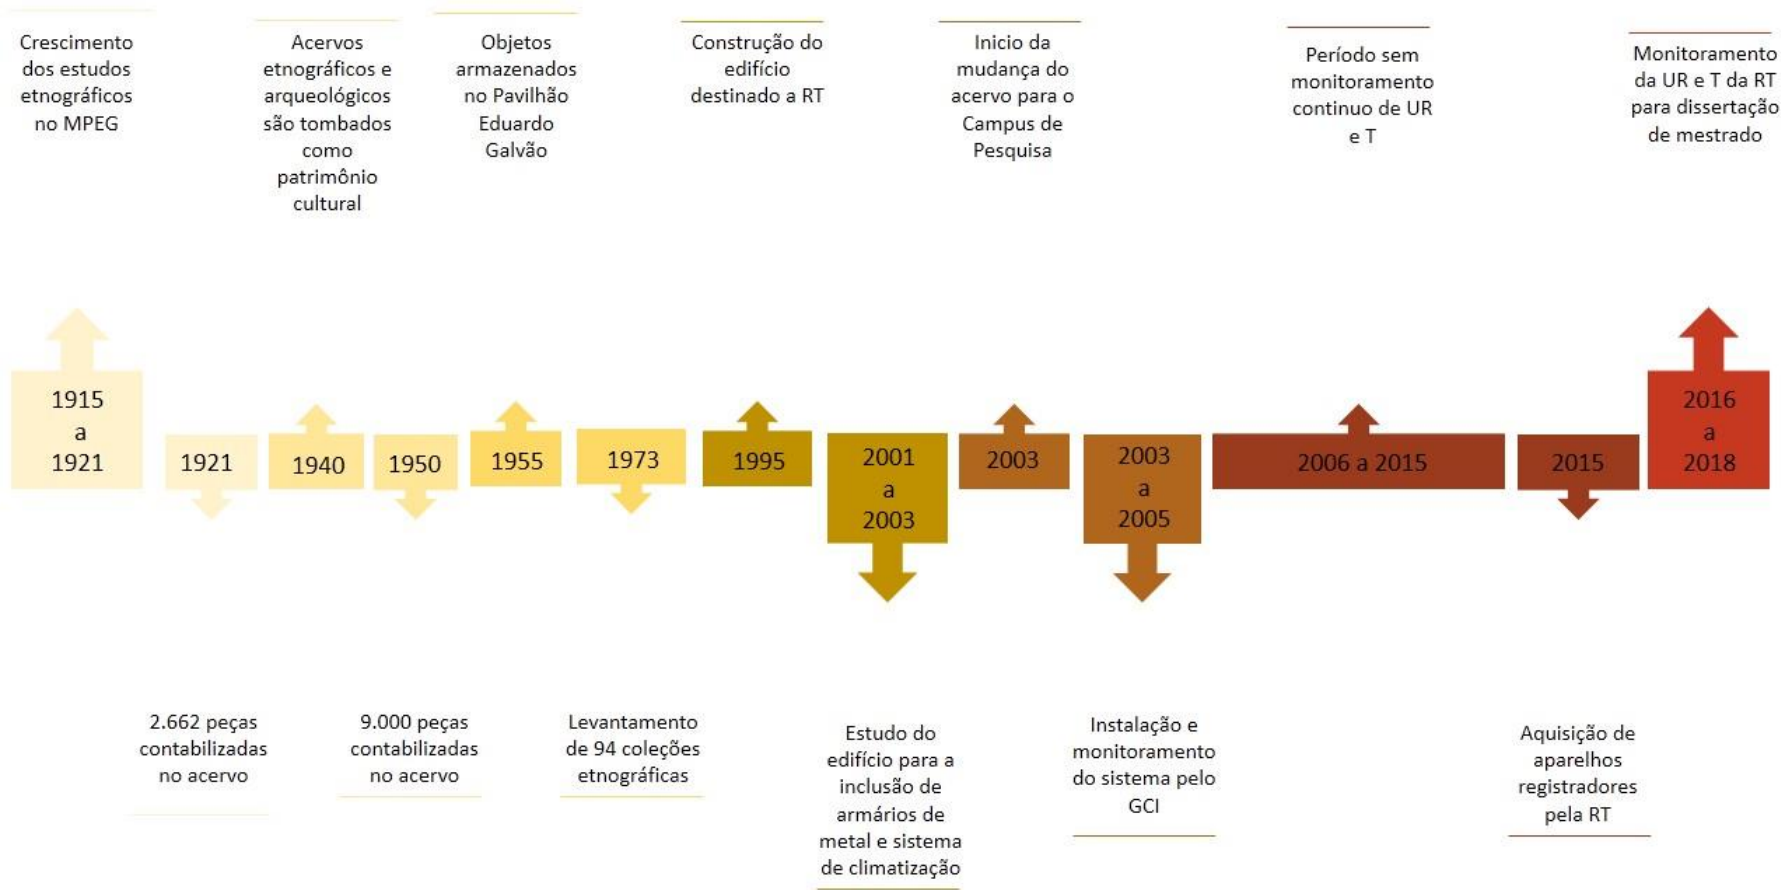 Crescimento
dos estudos
etnográficos
no MPEG
Acervos
etnográficos e
arqueológicos
são tombados
como
patrimônio
cultural
Objetos
armazenados
no Pavilhão
Eduardo
Galvão
Construção do
edifício
destinado a RT
Inicio da
mudança do
acervo para o
Campus de
Pesquisa
Período sem
monitoramento
continuo de UR
e T
Monitoramento
da UR e T da RT
para dissertação
de mestrado
1915
a
1921
1921
1940
1950
1955
1973
1995
2001
a
2003
2003
2003
a
2005
2006 a 2015
2015
2016
a
2018
2.662 peças
contabilizadas
no acervo
9.000 peças
contabilizadas
no acervo
Levantamento
de 94 coleções
etnográficas
Estudo do
edifício para a
inclusão de
armários de
metal e sistema
de climatização
Instalação e
monitoramento
do sistema pelo
GCI
Aquisição de
aparelhos
registradores
pela RT